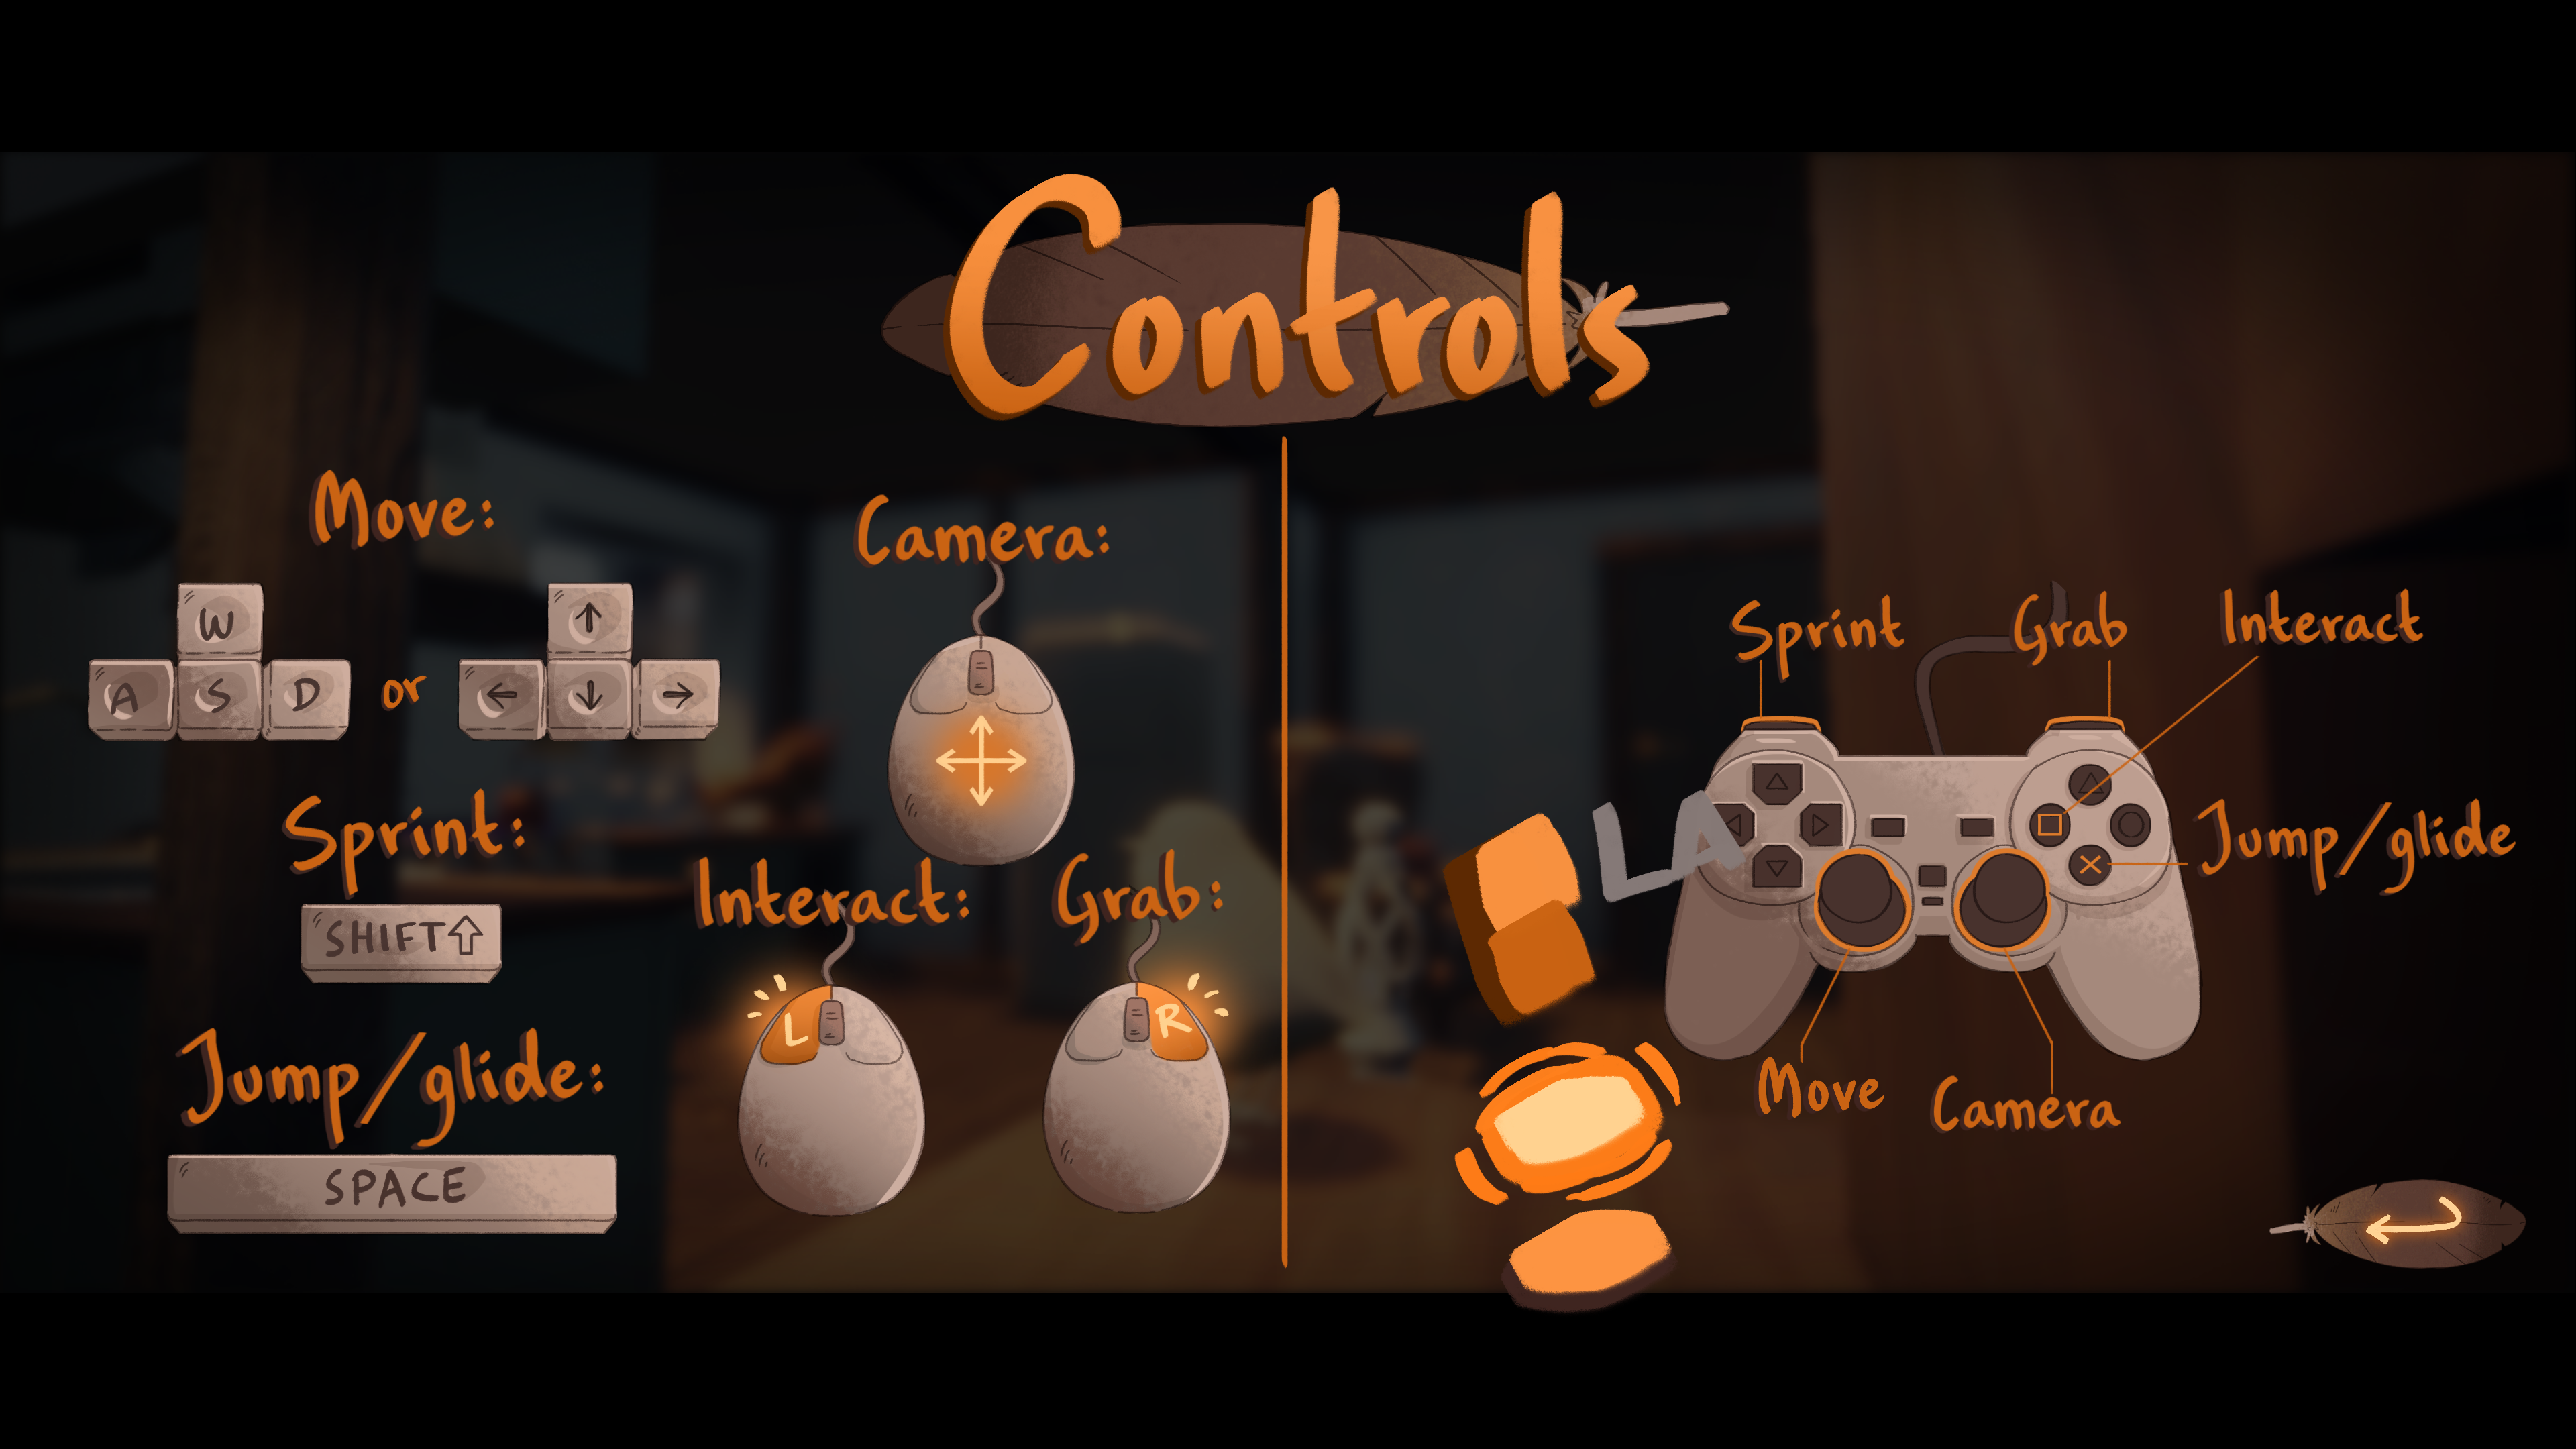 Controls
Move:
W
A S D
or
↑
← ↓ →
Sprint:
SHIFT⇧
Jump/glide:
SPACE
Camera:
Interact:
L
Grab:
R
LA
Sprint
Grab
Interact
Jump/glide
Move
Camera